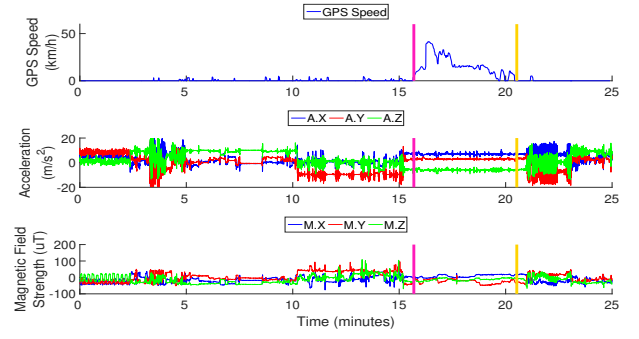 GPS Speed
GPS Speed
(km/h)
50
0
0 5 10 15 20 25
A.X A.Y A.Z
Acceleration
(m/s²)
20
0
-20
0 5 10 15 20 25
M.X M.Y M.Z
Magnetic Field
Strength (uT)
200
100
0
-100
0 5 10 15 20 25
Time (minutes)